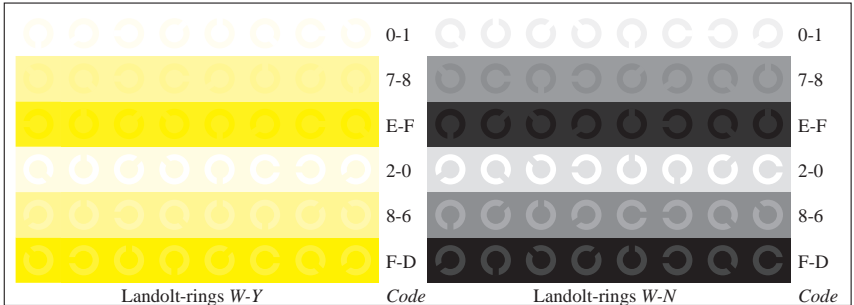 0-1 0-1
7-8 7-8
E-F E-F
2-0 2-0
8-6 8-6
F-D F-D
Landolt-rings W-Y Code Landolt-rings W-N Code